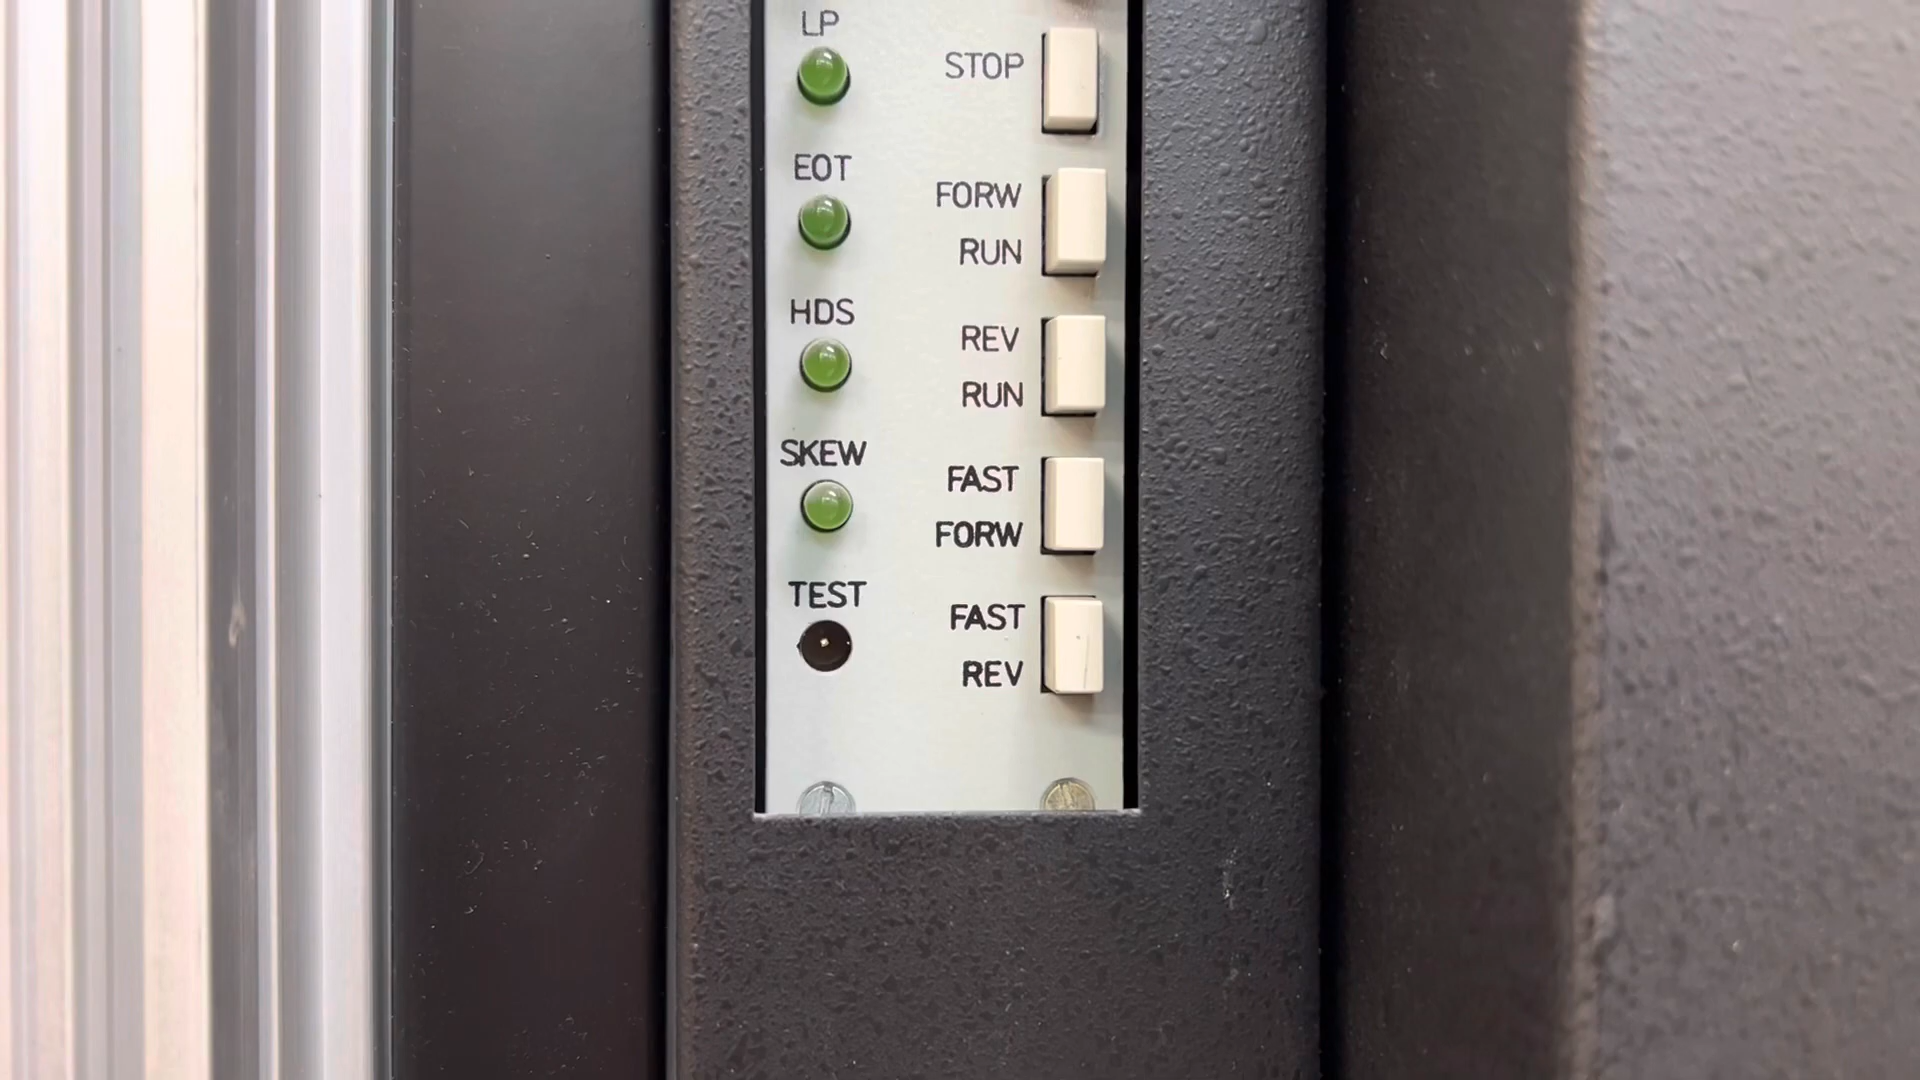 LP
STOP
EOT
FORW
RUN
HDS
REV
RUN
SKEW
FAST
FORW
TEST
FAST
REV